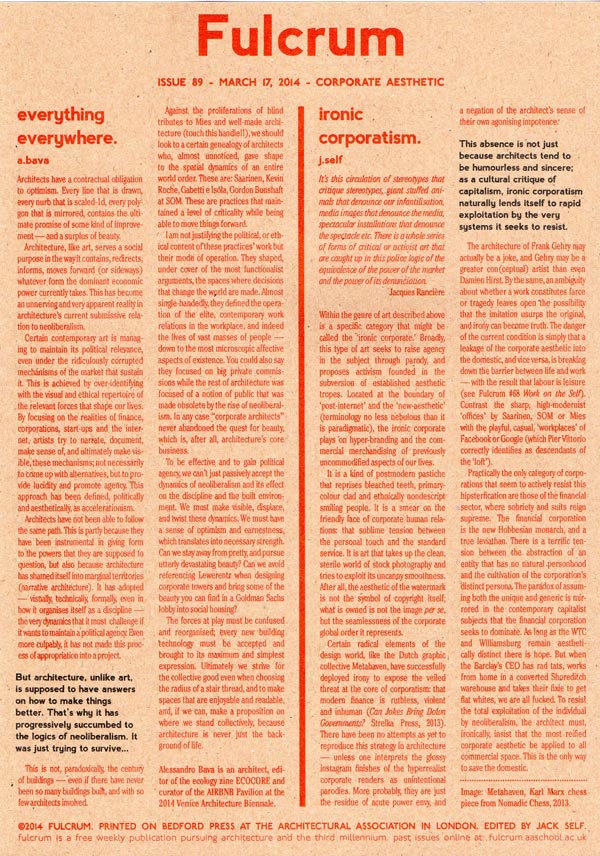 Fulcrum
ISSUE 89 - MARCH 17, 2014 - CORPORATE AESTHETIC
everything
everywhere.
a.bava
Architects have a contractual obligation
to optimism. Every line that is drawn,
every nurb that is scaled-1d, every poly-
gon that is mirrored, contains the ulti-
mate promise of some kind of improve-
ment — and a surplus of beauty.
Architecture, like art, serves a social
purpose in the way it contains, redirects,
informs, moves forward (or sideways)
whatever form the dominant economic
power currently takes. This has become
an unnerving and very apparent reality in
architecture's current submissive rela-
tion to neoliberalism.
Certain contemporary art is manag-
ing to maintain its political relevance,
even under the ridiculously corrupted
mechanisms of the market that sustain
it. This is achieved by over-identifying
with the visual and ethical repertoire of
the relevant forces that shape our lives.
By focusing on the realities of finance,
corporations, start-ups and the inter-
net, artists try to narrate, document,
make sense of, and ultimately make vis-
ible, these mechanisms; not necessarily
to come up with alternatives, but to pro-
vide lucidity and promote agency. This
approach has been defined, politically
and aesthetically, as accelerationism.
Architects have not been able to follow
the same path. This is partly because they
have been instrumental in giving form
to the powers that they are supposed to
question, but also because architecture
has shamed itself into marginal territories
(narrative architecture). It has adopted
— visually, technically, formally, even in
how it organises itself as a discipline —
the very dynamics that it most challenge if
it wants to maintain a political agency. Even
more culpably, it has not made this proc-
ess of appropriation into a project.
But architecture, unlike art,
is supposed to have answers
on how to make things
better. That's why it has
progressively succumbed to
the logics of neoliberalism. It
was just trying to survive...
This is not, paradoxically, the century
of buildings — even if there have never
been so many buildings built, and with so
few architects involved.
Against the proliferations of blind
tributes to Mies and well-made archi-
tecture (touch this handle!!), we should
look to a certain genealogy of architects
who, almost unnoticed, gave shape
to the spatial dynamics of an entire
world order. These are: Saarinen, Kevin
Roche, Gabetti e Isola, Gordon Bunshaft
at SOM. These are practices that main-
tained a level of criticality while being
able to move things forward.
I am not justifying the political, or eth-
ical content of these practices' work but
their mode of operation. They shaped,
under cover of the most functionalist
arguments, the spaces where decisions
that change the world are made. Almost
single-handedly, they defined the opera-
tion of the elite, contemporary work
relations in the workplace, and indeed
the lives of vast masses of people —
down to the most microscopic affective
aspects of existence. You could also say
they focused on big private commis-
sions while the rest of architecture was
focused of a notion of public that was
made obsolete by the rise of neoliberal-
ism. In any case "corporate architects"
never abandoned the quest for beauty,
which is, after all, architecture's core
business.
To be effective and to gain political
agency, we can't just passively accept the
dynamics of neoliberalism and its effect
on the discipline and the built environ-
ment. We must make visible, displace,
and twist these dynamics. We must have
a sense of optimism and earnestness,
which translates into necessary strength.
Can we stay away from pretty, and pursue
utterly devastating beauty? Can we avoid
referencing Lewerentz when designing
corporate towers and bring some of the
beauty you can find in a Goldman Sachs
lobby into social housing?
The forces at play must be confused
and reorganised; every new building
technology must be accepted and
brought to its maximum and simplest
expression. Ultimately we strive for
the collective good even when choosing
the radius of a stair thread, and to make
spaces that are enjoyable and readable,
and, if we can, make a proposition on
where we stand collectively, because
architecture is never just the back-
ground of life.
Alessandro Bava is an architect, edi-
tor of the ecology zine ECOCORE and
curator of the AIRBNB Pavilion at the
2014 Venice Architecture Biennale.
ironic
corporatism.
j.self
It's this circulation of stereotypes that
critique stereotypes, giant stuffed ani-
mals that denounce our infantilisation,
media images that denounce the media,
spectacular installations that denounce
the spectacle etc. There is a whole series
of forms of critical or activist art that
are caught up in this police logic of the
equivalence of the power of the market
and the power of its denunciation.
Jacques Rancière
Within the genre of art described above
is a specific category that might be
called the 'ironic corporate.' Broadly,
this type of art seeks to raise agency
in the subject through parody, and
proposes activism founded in the
subversion of established aesthetic
tropes. Located at the boundary of
'post-internet' and the 'new-aesthetic'
(terminology no less nebulous than it
is paradigmatic), the ironic corporate
plays on hyper-branding and the com-
mercial merchandising of previously
uncommodified aspects of our lives.
It is a kind of postmodern pastiche
that reprises bleached teeth, primary-
colour clad and ethnically nondescript
smiling people. It is a smear on the
friendly face of corporate human rela-
tions: that sublime tension between
the personal touch and the standard
service. It is art that takes up the clean,
sterile world of stock photography and
tries to exploit its uncanny smoothness.
After all, the aesthetic of the watermark
is not the symbol of copyright itself;
what is owned is not the image per se,
but the seamlessness of the corporate
global order it represents.
Certain radical elements of the
design world, like the Dutch graphic
collective Metahaven, have successfully
deployed irony to expose the veiled
threat at the core of corporatism: that
modern finance is ruthless, violent
and inhuman (Can Jokes Bring Down
Governments? Strelka Press, 2013).
There have been no attempts as yet to
reproduce this strategy in architecture
— unless one interprets the glossy
instagram finishes of the hyperrealist
corporate renders as unintentional
parodies. More probably, they are just
the residue of acute power envy, and
a negation of the architect's sense of
their own agonising impotence.
This absence is not just
because architects tend to
be humourless and sincere;
as a cultural critique of
capitalism, ironic corporatism
naturally lends itself to rapid
exploitation by the very
systems it seeks to resist.
The architecture of Frank Gehry may
actually be a joke, and Gehry may be a
greater con(ceptual) artist than even
Damien Hirst. By the same, an ambiguity
about whether a work constitutes farce
or tragedy leaves open the possibility
that the imitation usurps the original,
and irony can become truth. The danger
of the current condition is simply that a
leakage of the corporate aesthetic into
the domestic, and vice versa, is breaking
down the barrier between life and work
— with the result that labour is leisure
(see Fulcrum #68 Work on the Self).
Contrast the sharp, high-modernist
'offices' by Saarinen, SOM or Mies
with the playful, casual, 'workplaces' of
Facebook or Google (which Pier Vittorio
correctly identifies as descendants of
the 'loft').
Practically the only category of corpo-
rations that seem to actively resist this
hipsterfication are those of the financial
sector, where sobriety and suits reign
supreme. The financial corporation
is the new Hobbesian monarch, and a
true leviathan. There is a terrific ten-
sion between the abstraction of an
entity that has no natural-personhood
and the cultivation of the corporation's
distinct persona. The paradox of assum-
ing both the unique and generic is mir-
rored in the contemporary capitalist
subjects that the financial corporation
seeks to dominate. As long as the WTC
and Williamsburg remain aestheti-
cally distinct there is hope. But when
the Barclay's CEO has rad tats, works
from home in a converted Shoreditch
warehouse and takes their fixie to get
flat whites, we are all fucked. To resist
the total exploitation of the individual
by neoliberalism, the architect must,
ironically, insist that the most reified
corporate aesthetic be applied to all
commercial space. This is the only way
to save the domestic.
Image: Metahaven, Karl Marx chess
piece from Nomadic Chess, 2013.
©2014 FULCRUM. PRINTED ON BEDFORD PRESS AT THE ARCHITECTURAL ASSOCIATION IN LONDON. EDITED BY JACK SELF.
fulcrum is a free weekly publication pursuing architecture and the third millennium. past issues online at: fulcrum.aaschool.ac.uk